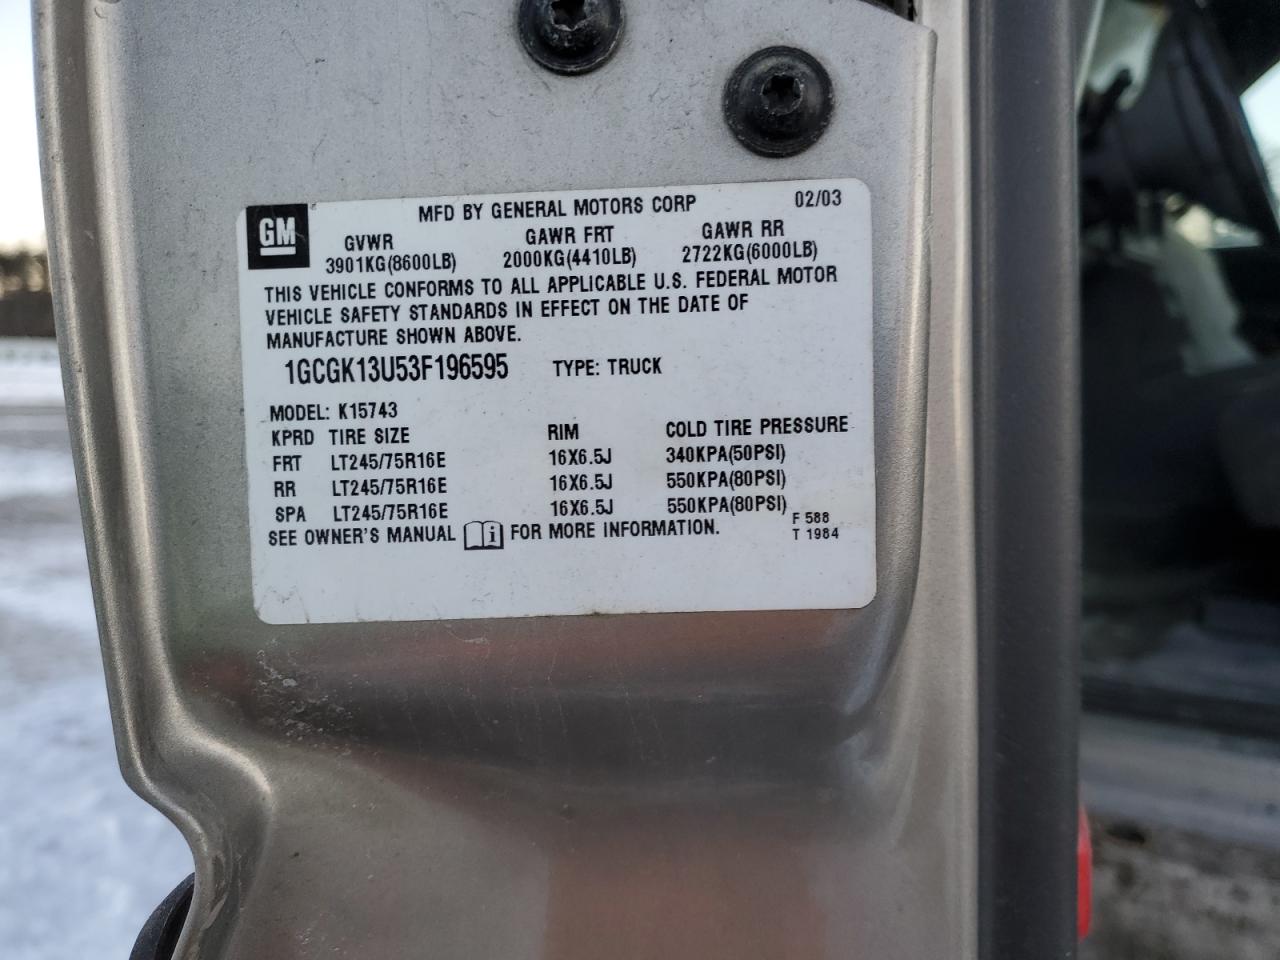 MFD BY GENERAL MOTORS CORP 02/03
GM
GVWR GAWR FRT GAWR RR
3901KG(8600LB) 2000KG(4410LB) 2722KG(6000LB)
THIS VEHICLE CONFORMS TO ALL APPLICABLE U.S. FEDERAL MOTOR
VEHICLE SAFETY STANDARDS IN EFFECT ON THE DATE OF
MANUFACTURE SHOWN ABOVE.
1GCGK13U53F196595 TYPE: TRUCK
MODEL: K15743
KPRD TIRE SIZE RIM COLD TIRE PRESSURE
FRT LT245/75R16E 16X6.5J 340KPA(50PSI)
RR LT245/75R16E 16X6.5J 550KPA(80PSI)
SPA LT245/75R16E 16X6.5J 550KPA(80PSI)
SEE OWNER'S MANUAL i FOR MORE INFORMATION.
F 588
T 1984